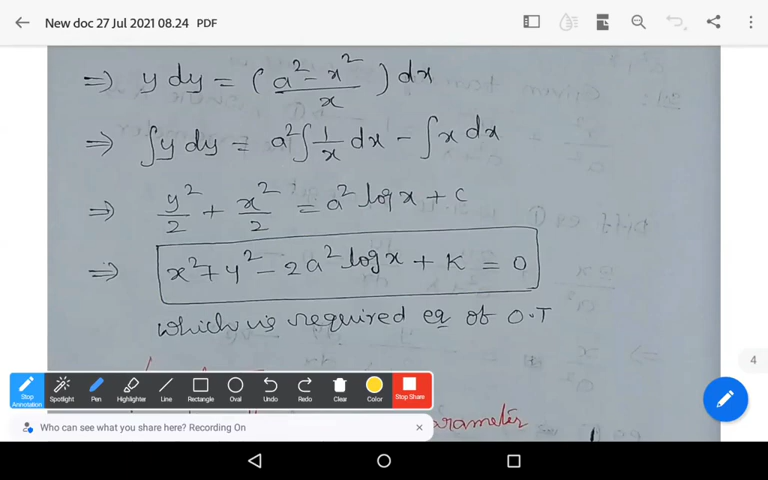 New doc 27 Jul 2021 08.24 PDF
⇒ y dy = (a² - x² / x) dx
⇒ ∫y dy = a² ∫ 1/x dx - ∫ x dx
⇒ y²/2 + x²/2 = a² log x + c
⇒ x² + y² - 2a² log x + K = 0
which is required eq of O.T
4
Stop Annotation Spotlight Pen Highlighter Line Rectangle Oval Undo Redo Clear Color Stop Share
Who can see what you share here? Recording On
arameter